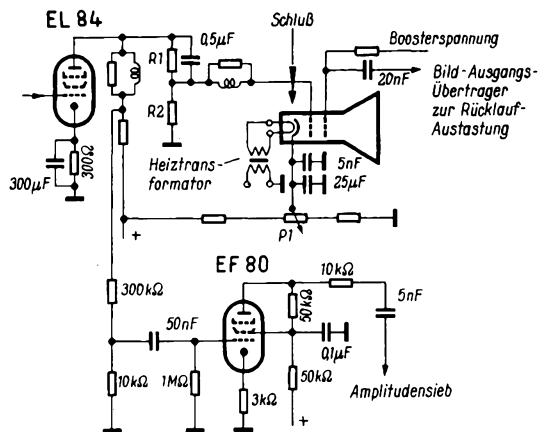 EL 84
0,5µF
Schluß
R1
R2
Boosterspannung
20nF
Bild-Ausgangs-
Übertrager
zur Rücklauf-
Austastung
300µF
300Ω
Heiztrans-
formator
5nF
25µF
+
P1
EF 80
300kΩ
50nF
10kΩ
1MΩ
3kΩ
10kΩ
50kΩ
5nF
0,1µF
50kΩ
+
Amplitudensieb